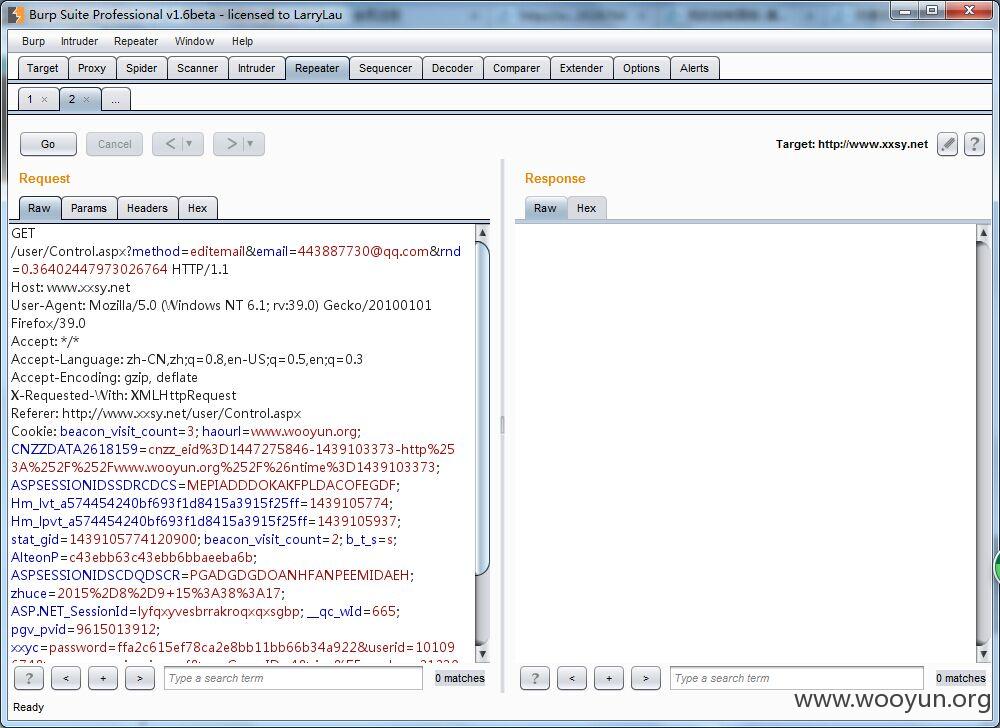 Burp Suite Professional v1.6beta - licensed to LarryLau
Burp Intruder Repeater Window Help
Target Proxy Spider Scanner Intruder Repeater Sequencer Decoder Comparer Extender Options Alerts
1 × 2 × ...
Go Cancel < > Target: http://www.xxsy.net ?
Request Response
Raw Params Headers Hex Raw Hex
GET
/user/Control.aspx?method=editemail&email=443887730@qq.com&rnd
=0.36402447973026764 HTTP/1.1
Host: www.xxsy.net
User-Agent: Mozilla/5.0 (Windows NT 6.1; rv:39.0) Gecko/20100101
Firefox/39.0
Accept: */*
Accept-Language: zh-CN,zh;q=0.8,en-US;q=0.5,en;q=0.3
Accept-Encoding: gzip, deflate
X-Requested-With: XMLHttpRequest
Referer: http://www.xxsy.net/user/Control.aspx
Cookie: beacon_visit_count=3; haourl=www.wooyun.org;
CNZZDATA2618159=cnzz_eid%3D1447275846-1439103373-http%25
3A%252F%252Fwww.wooyun.org%252F%26ntime%3D1439103373;
ASPSESSIONIDSSDRCDCS=MEPIADDDOKAKFPLDACOFEGDF;
Hm_lvt_a574454240bf693f1d8415a3915f25ff=1439105774;
Hm_lpvt_a574454240bf693f1d8415a3915f25ff=1439105937;
stat_gid=1439105774120900; beacon_visit_count=2; b_t_s=s;
AlteonP=c43ebb63c43ebb6bbaeeba6b;
ASPSESSIONIDSCDQDSCR=PGADGDGDOANHFANPEEMIDAEH;
zhuce=2015%2D8%2D9+15%3A38%3A17;
ASP.NET_SessionId=lyfqxyvesbrrakroqxqxsgbp; __qc_wId=665;
pgv_pvid=9615013912;
xxyc=password=ffa2c615ef78ca2e8bb11bb66b34a922&userid=10109
? < + > Type a search term 0 matches ? < + > Type a search term 0 matches
Ready
www.wooyun.org